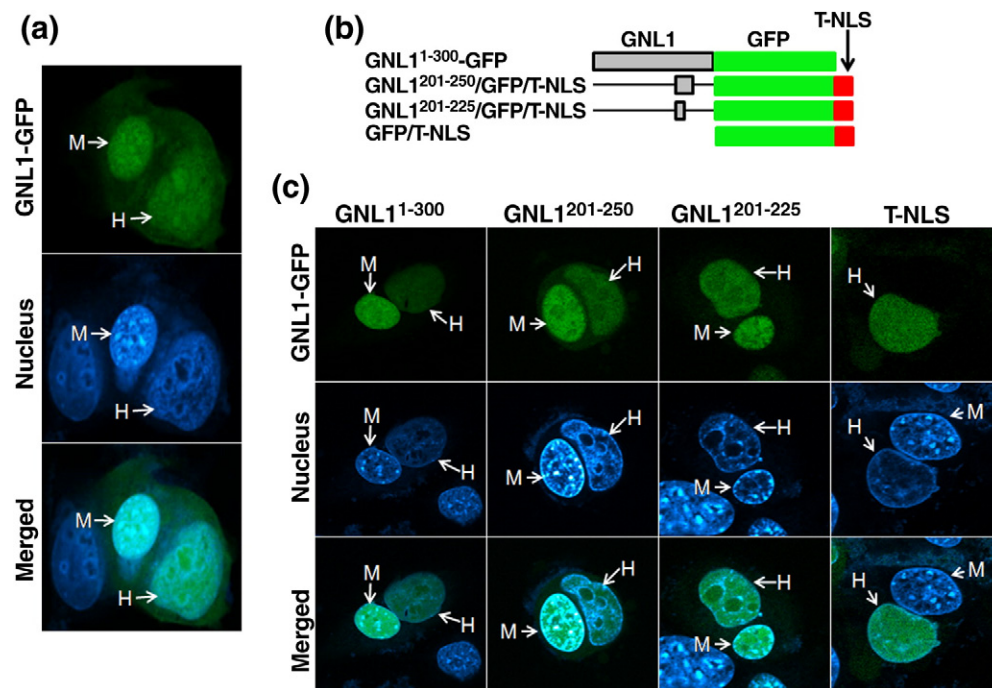 (a)
GNL1-GFP
M
H
Nucleus
M
H
Merged
M
H
(b)
T-NLS
GNL1
GFP
GNL1¹⁻³⁰⁰-GFP
GNL1²⁰¹⁻²⁵⁰/GFP/T-NLS
GNL1²⁰¹⁻²²⁵/GFP/T-NLS
GFP/T-NLS
(c)
GNL1¹⁻³⁰⁰
GNL1²⁰¹⁻²⁵⁰
GNL1²⁰¹⁻²²⁵
T-NLS
GNL1-GFP
M
H
H
M
H
M
H
Nucleus
M
H
H
M
H
M
H
M
Merged
M
H
H
M
H
M
H
M